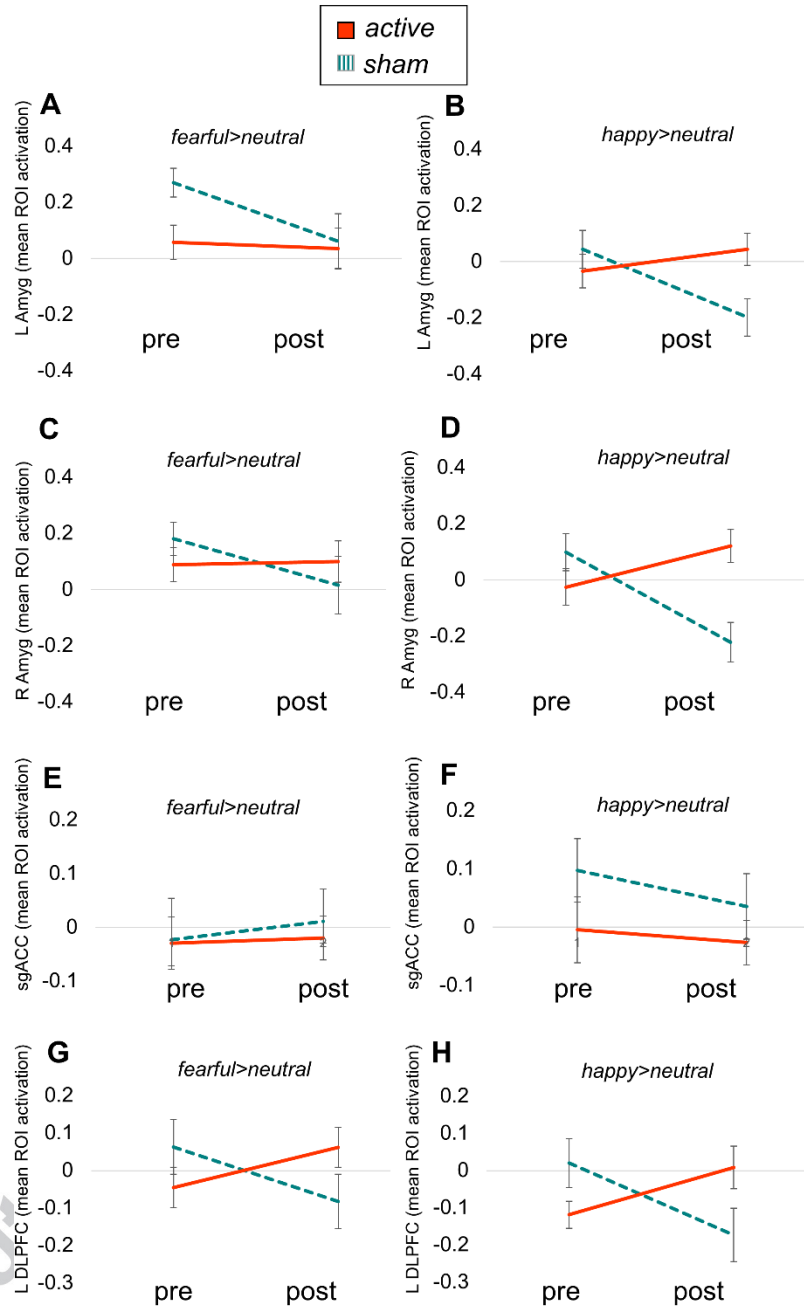 active
sham
A
fearful>neutral
L Amyg (mean ROI activation)
0.4
0.2
0
-0.2
-0.4
pre post
B
happy>neutral
L Amyg (mean ROI activation)
0.4
0.2
0
-0.2
-0.4
pre post
C
fearful>neutral
R Amyg (mean ROI activation)
0.4
0.2
0
-0.2
-0.4
pre post
D
happy>neutral
R Amyg (mean ROI activation)
0.4
0.2
0
-0.2
-0.4
pre post
E
fearful>neutral
sgACC (mean ROI activation)
0.2
0.1
0
-0.1
pre post
F
happy>neutral
sgACC (mean ROI activation)
0.2
0.1
0
-0.1
pre post
G
fearful>neutral
L DLPFC (mean ROI activation)
0.2
0.1
0
-0.1
-0.2
-0.3
pre post
H
happy>neutral
L DLPFC (mean ROI activation)
0.2
0.1
0
-0.1
-0.2
-0.3
pre post